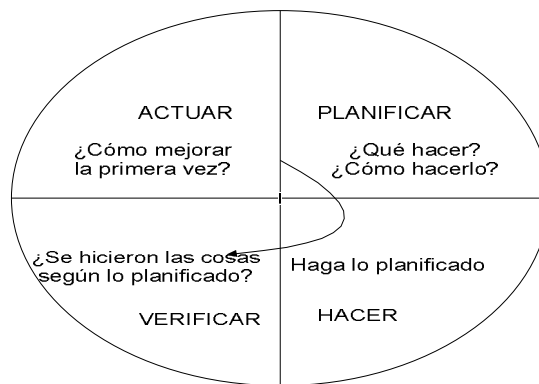 ACTUAR
¿Cómo mejorar
la primera vez?
PLANIFICAR
¿Qué hacer?
¿Cómo hacerlo?
¿Se hicieron las cosas
según lo planificado?
VERIFICAR
Haga lo planificado
HACER